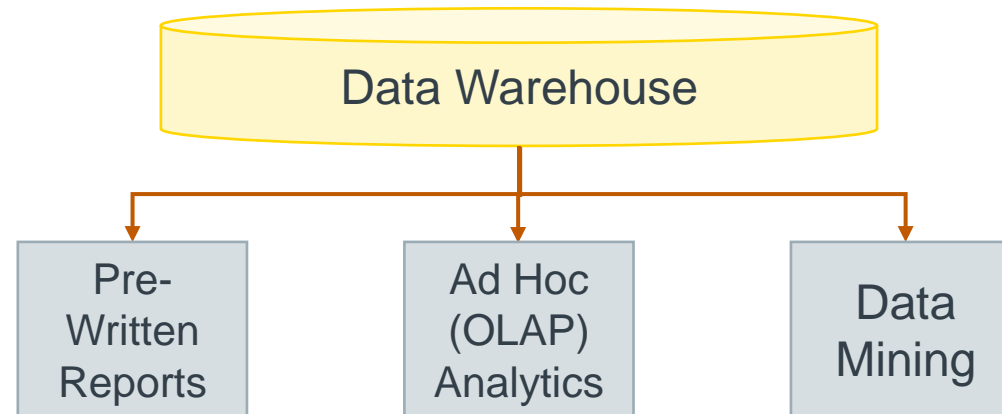 Data Warehouse
Pre-
Written
Reports
Ad Hoc
(OLAP)
Analytics
Data
Mining